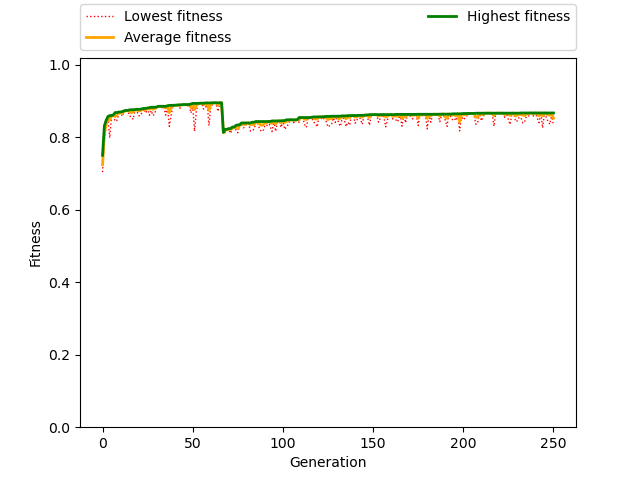 Lowest fitness
Average fitness
Highest fitness
1.0
0.8
0.6
0.4
0.2
0.0
Fitness
0 50 100 150 200 250
Generation